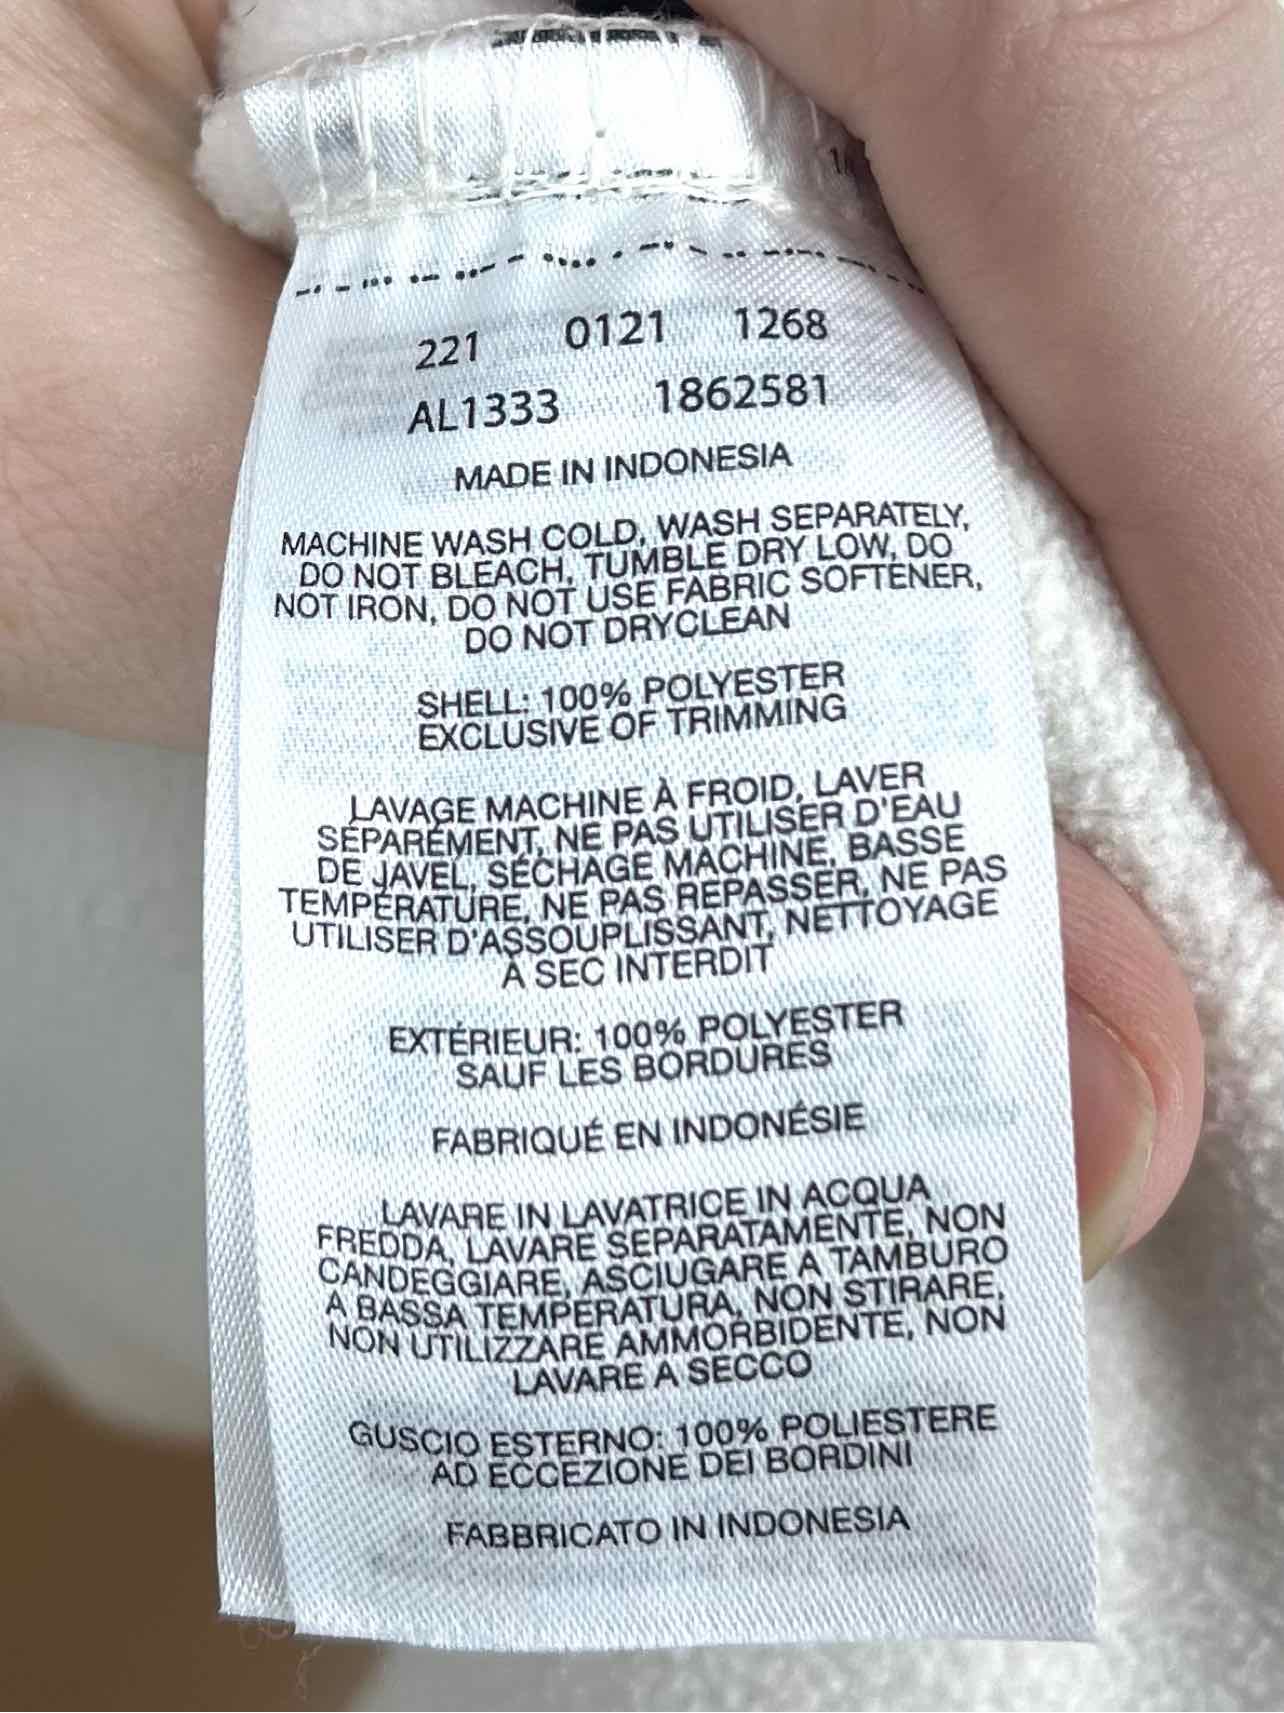 221 0121 1268
AL1333 1862581
MADE IN INDONESIA
MACHINE WASH COLD, WASH SEPARATELY,
DO NOT BLEACH, TUMBLE DRY LOW, DO
NOT IRON, DO NOT USE FABRIC SOFTENER,
DO NOT DRYCLEAN
SHELL: 100% POLYESTER
EXCLUSIVE OF TRIMMING
LAVAGE MACHINE À FROID, LAVER
SÉPARÉMENT, NE PAS UTILISER D'EAU
DE JAVEL, SÉCHAGE MACHINE, BASSE
TEMPÉRATURE, NE PAS REPASSER, NE PAS
UTILISER D'ASSOUPLISSANT, NETTOYAGE
À SEC INTERDIT
EXTÉRIEUR: 100% POLYESTER
SAUF LES BORDURES
FABRIQUÉ EN INDONÉSIE
LAVARE IN LAVATRICE IN ACQUA
FREDDA, LAVARE SEPARATAMENTE, NON
CANDEGGIARE, ASCIUGARE A TAMBURO
A BASSA TEMPERATURA, NON STIRARE,
NON UTILIZZARE AMMORBIDENTE, NON
LAVARE A SECCO
GUSCIO ESTERNO: 100% POLIESTERE
AD ECCEZIONE DEI BORDINI
FABBRICATO IN INDONESIA